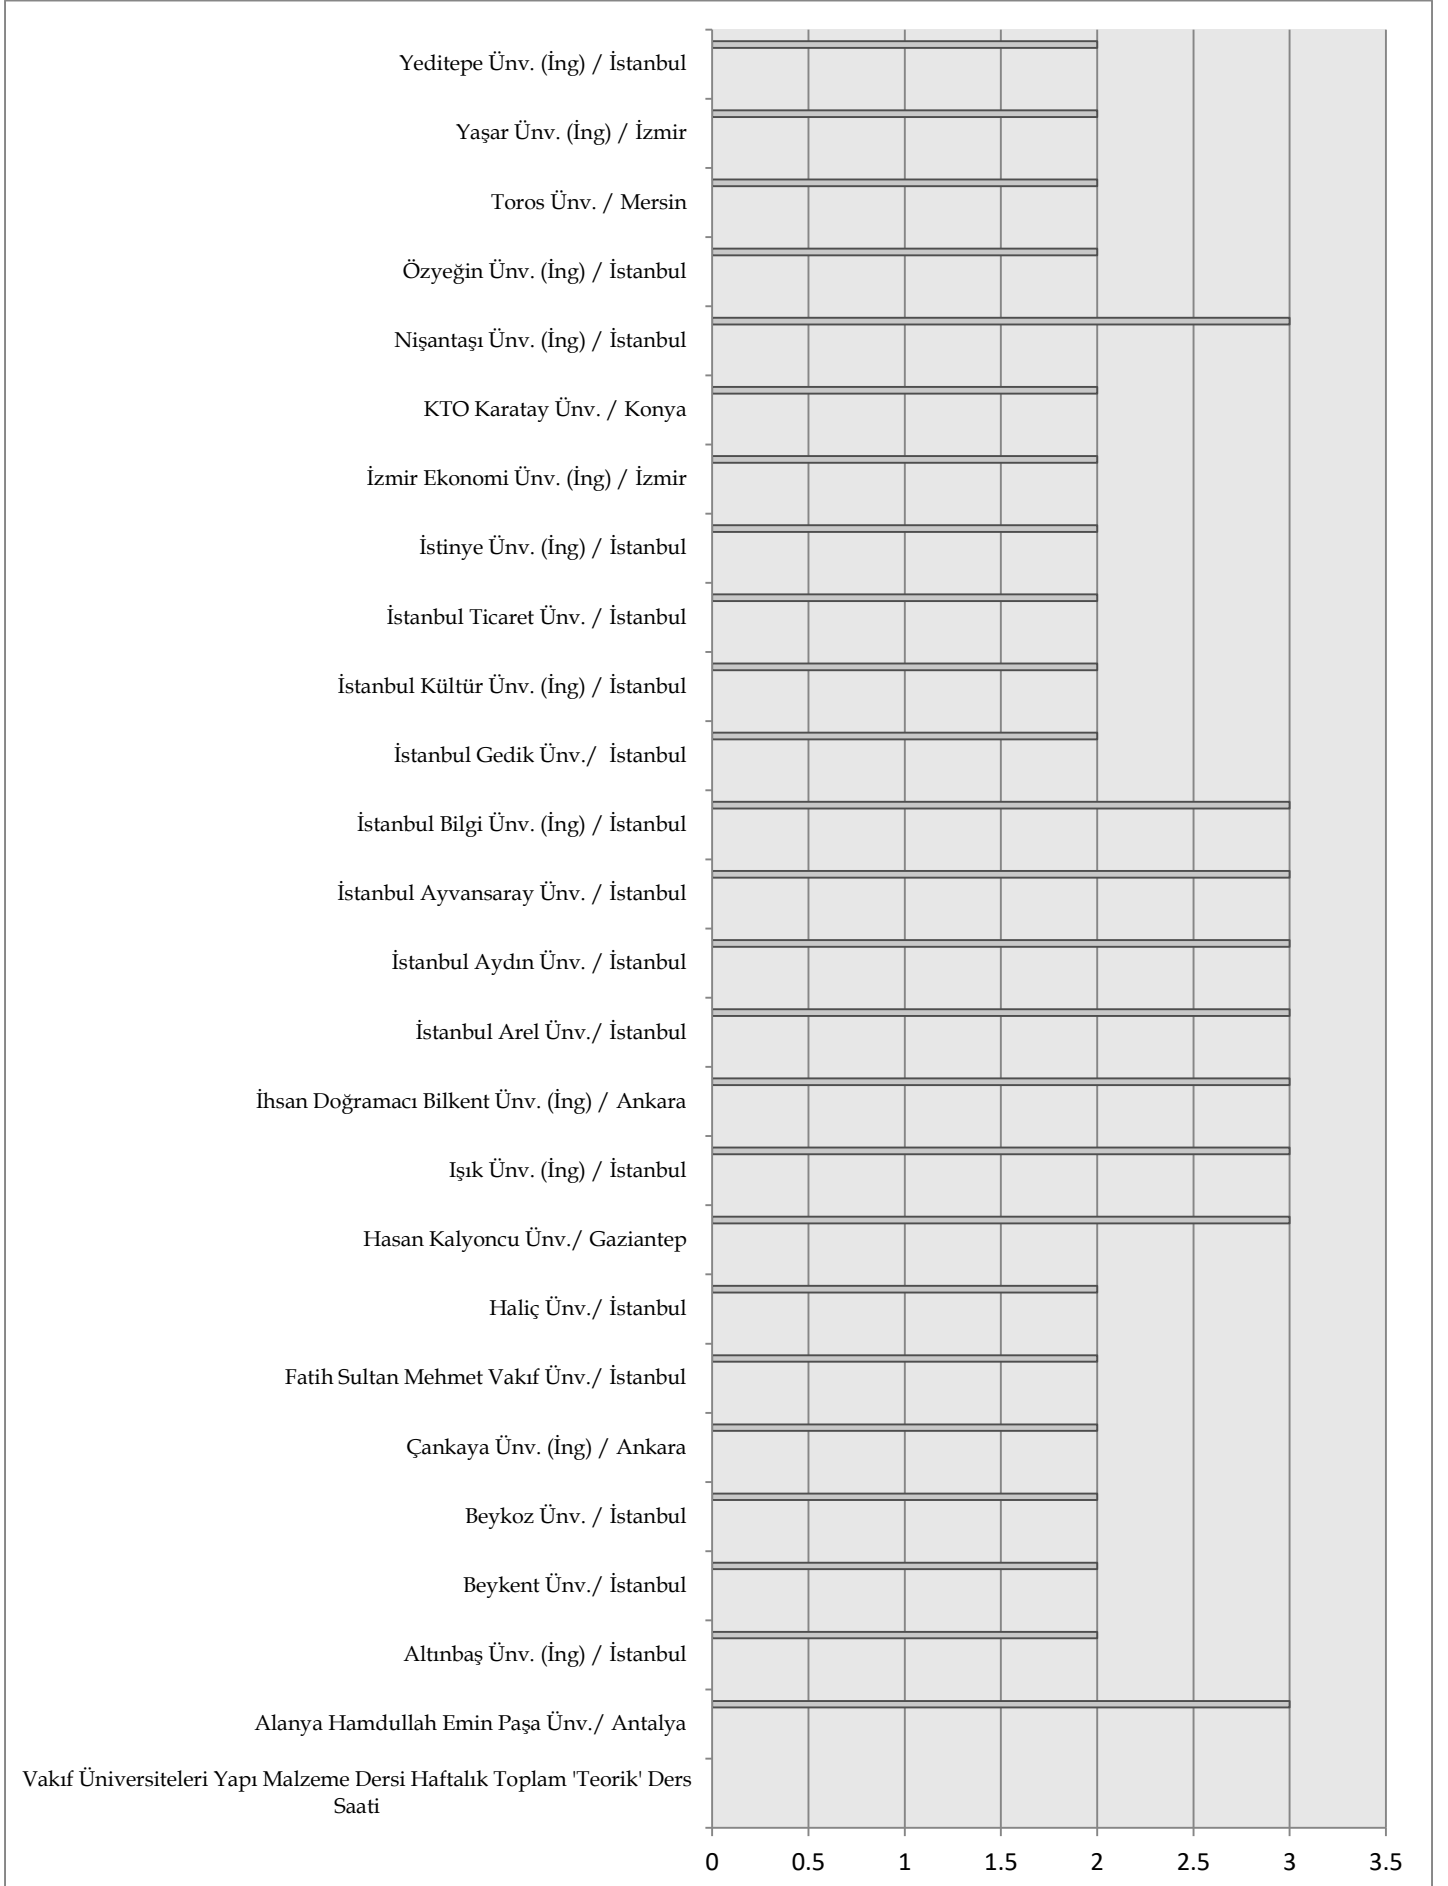 Yeditepe Ünv. (İng) / İstanbul
Yaşar Ünv. (İng) / İzmir
Toros Ünv. / Mersin
Özyeğin Ünv. (İng) / İstanbul
Nişantaşı Ünv. (İng) / İstanbul
KTO Karatay Ünv. / Konya
İzmir Ekonomi Ünv. (İng) / İzmir
İstinye Ünv. (İng) / İstanbul
İstanbul Ticaret Ünv. / İstanbul
İstanbul Kültür Ünv. (İng) / İstanbul
İstanbul Gedik Ünv./ İstanbul
İstanbul Bilgi Ünv. (İng) / İstanbul
İstanbul Ayvansaray Ünv. / İstanbul
İstanbul Aydın Ünv. / İstanbul
İstanbul Arel Ünv./ İstanbul
İhsan Doğramacı Bilkent Ünv. (İng) / Ankara
Işık Ünv. (İng) / İstanbul
Hasan Kalyoncu Ünv./ Gaziantep
Haliç Ünv./ İstanbul
Fatih Sultan Mehmet Vakıf Ünv./ İstanbul
Çankaya Ünv. (İng) / Ankara
Beykoz Ünv. / İstanbul
Beykent Ünv./ İstanbul
Altınbaş Ünv. (İng) / İstanbul
Alanya Hamdullah Emin Paşa Ünv./ Antalya
Vakıf Üniversiteleri Yapı Malzeme Dersi Haftalık Toplam 'Teorik' Ders
Saati
0 0.5 1 1.5 2 2.5 3 3.5